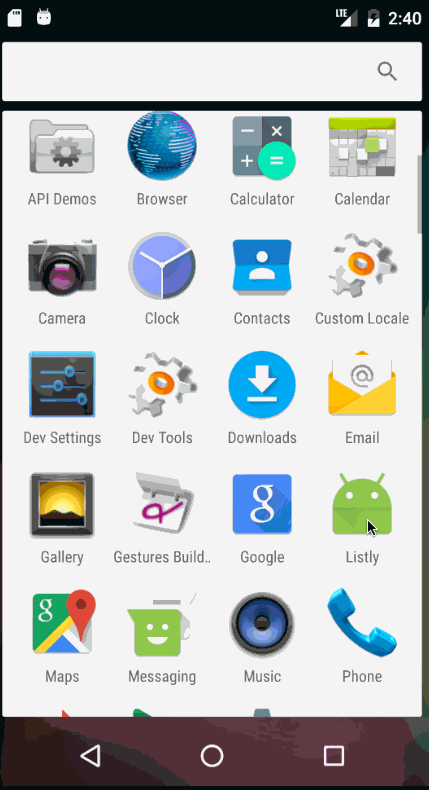 LTE 2:40
API Demos Browser Calculator Calendar
Camera Clock Contacts Custom Locale
Dev Settings Dev Tools Downloads Email
Gallery Gestures Build.. Google Listly
Maps Messaging Music Phone